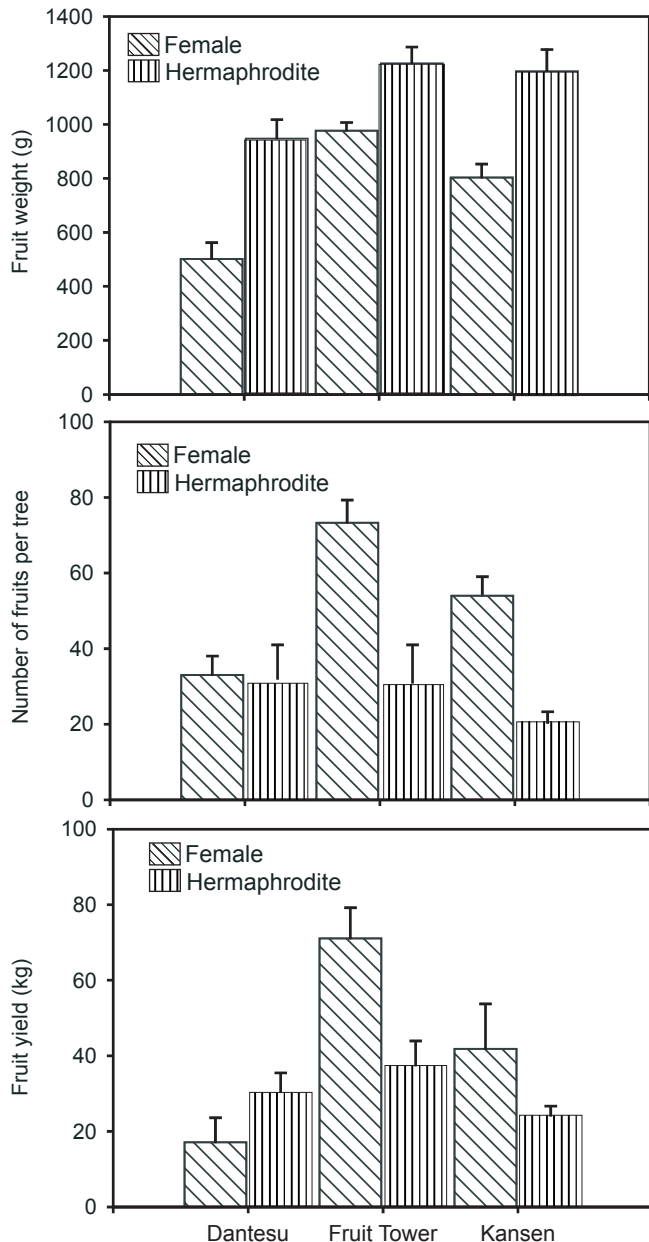 1400
1200
1000
800
600
400
200
0
Fruit weight (g)
Female
Hermaphrodite
100
80
60
40
20
0
Number of fruits per tree
Female
Hermaphrodite
100
80
60
40
20
0
Fruit yield (kg)
Female
Hermaphrodite
Dantesu Fruit Tower Kansen